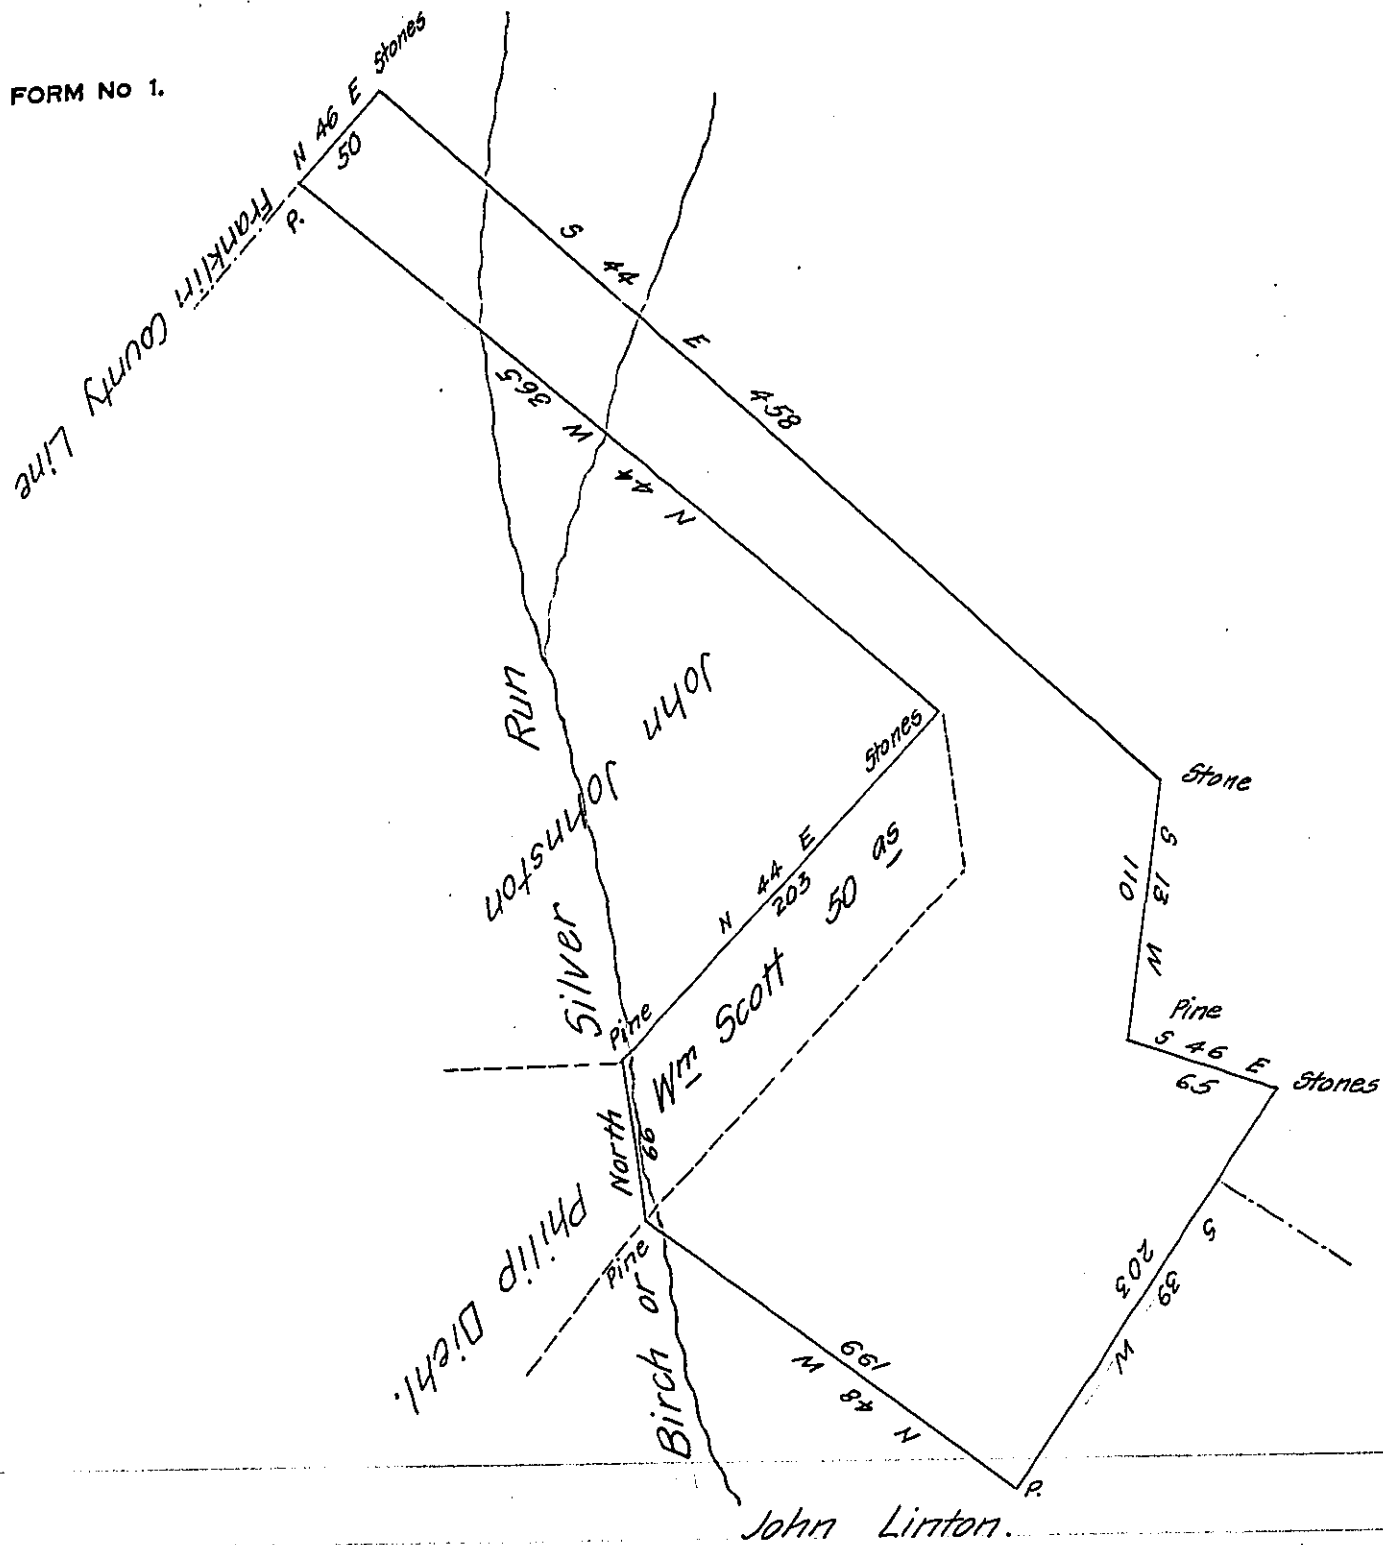 FORM No 1.
Stones
N 46 E
50
P.
Franklin County Line
S 44 E 458
N 44 W 365
Run
John
Johnston
Stones
Stone
N 44 E
203
S 13 W
110
50 as
Wm Scott
Silver
Pine
Pine
S 46 E
65
Stones
North
66
Philip Diehl.
Pine
Birch or
S 39 W
203
N 48 W
199
P.
John Linton.